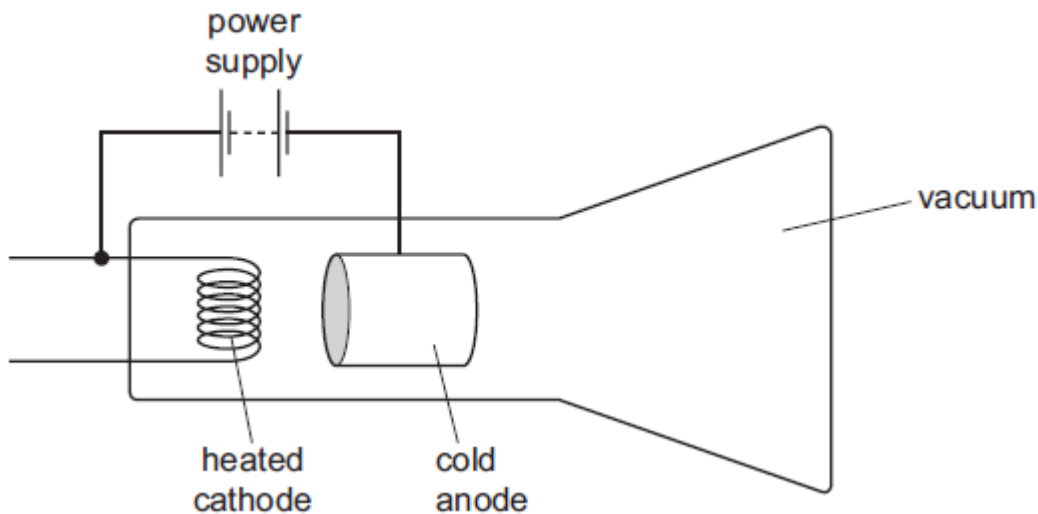 power
supply
vacuum
heated
cathode
cold
anode